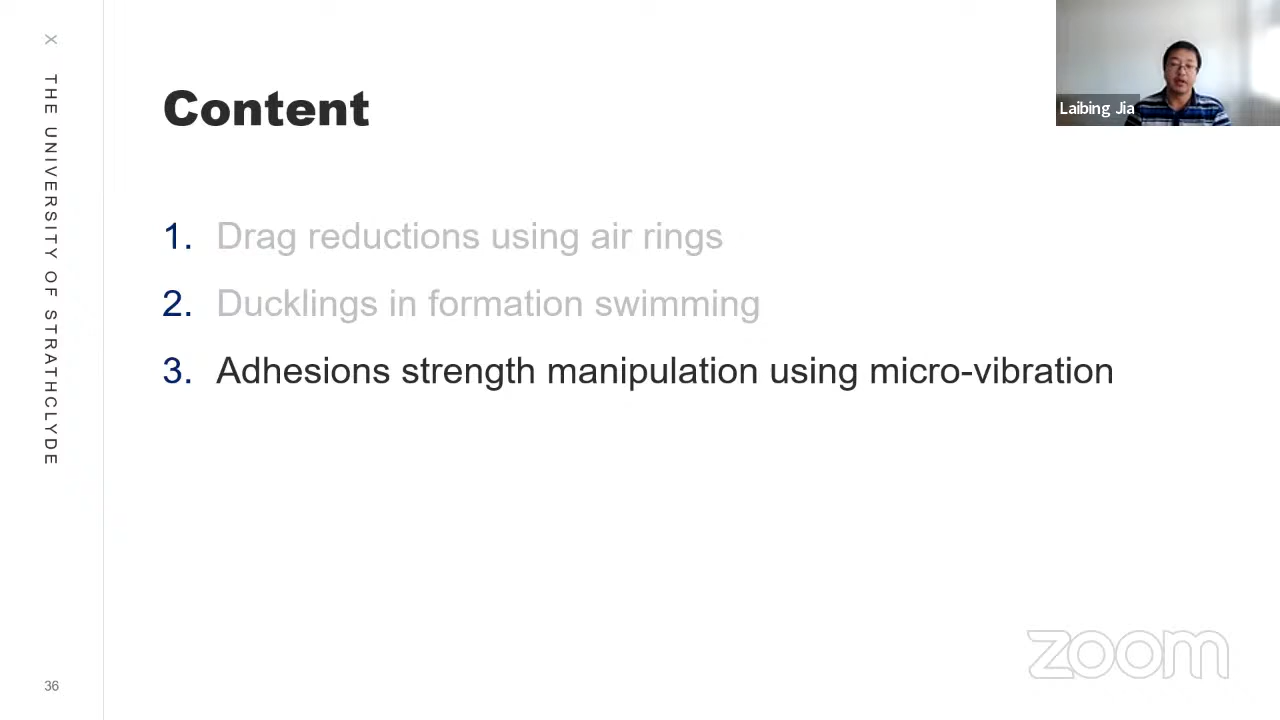 X THE UNIVERSITY OF STRATHCLYDE
Content
Laibing Jia
1. Drag reductions using air rings
2. Ducklings in formation swimming
3. Adhesions strength manipulation using micro-vibration
zoom
36